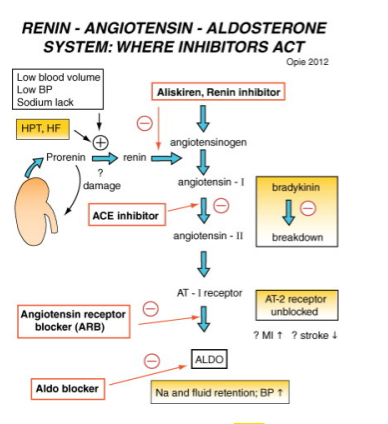 RENIN - ANGIOTENSIN - ALDOSTERONE
SYSTEM: WHERE INHIBITORS ACT
Opie 2012
Low blood volume
Low BP
Sodium lack
Aliskiren, Renin inhibitor
HPT, HF
angiotensinogen
Prorenin
renin
?
damage
angiotensin - I
bradykinin
ACE inhibitor
angiotensin - II
breakdown
AT - I receptor
AT-2 receptor
unblocked
Angiotensin receptor
blocker (ARB)
? MI ↑ ? stroke ↓
ALDO
Aldo blocker
Na and fluid retention; BP ↑